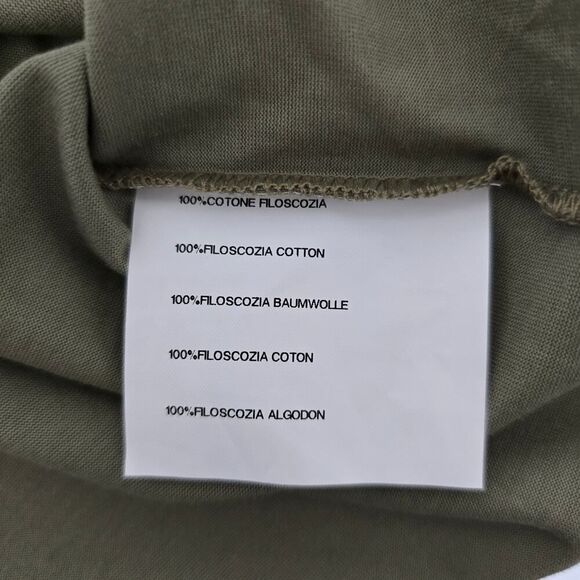 100%COTONE FILOSCOZIA
100%FILOSCOZIA COTTON
100%FILOSCOZIA BAUMWOLLE
100%FILOSCOZIA COTON
100%FILOSCOZIA ALGODON